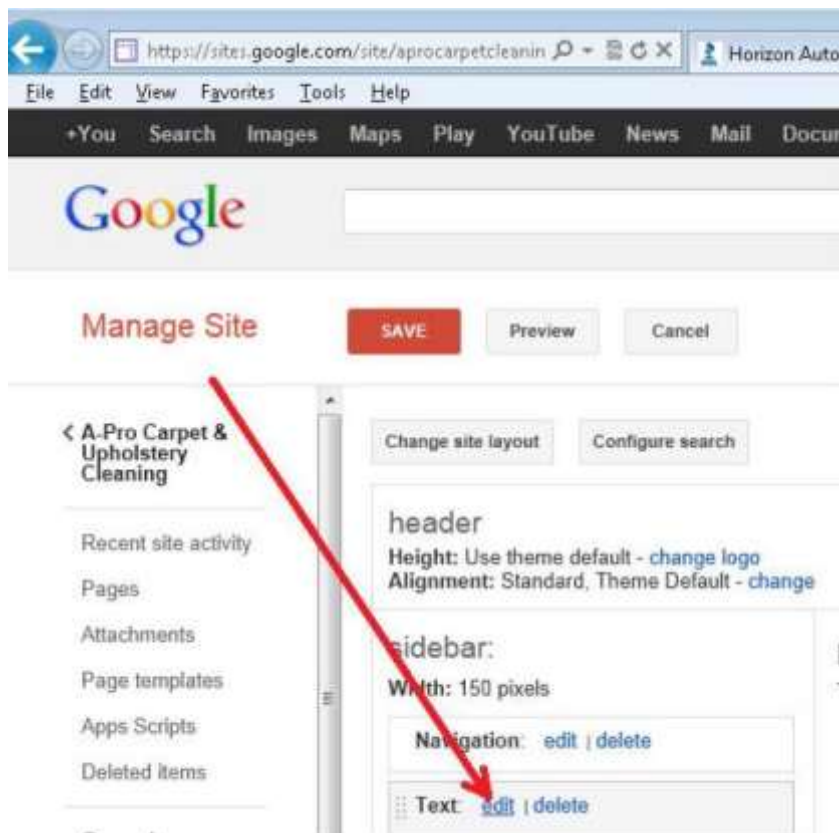 https://sites.google.com/site/aprocarpetcleanin
Horizon Auto
File Edit View Favorites Tools Help
+You Search Images Maps Play YouTube News Mail Docum
Google
Manage Site SAVE Preview Cancel
A-Pro Carpet &
Upholstery
Cleaning
Change site layout Configure search
header
Height: Use theme default - change logo
Alignment: Standard, Theme Default - change
Recent site activity
Pages
Attachments
Page templates
Apps Scripts
Deleted items
sidebar:
Width: 150 pixels
Navigation: edit | delete
Text: edit | delete